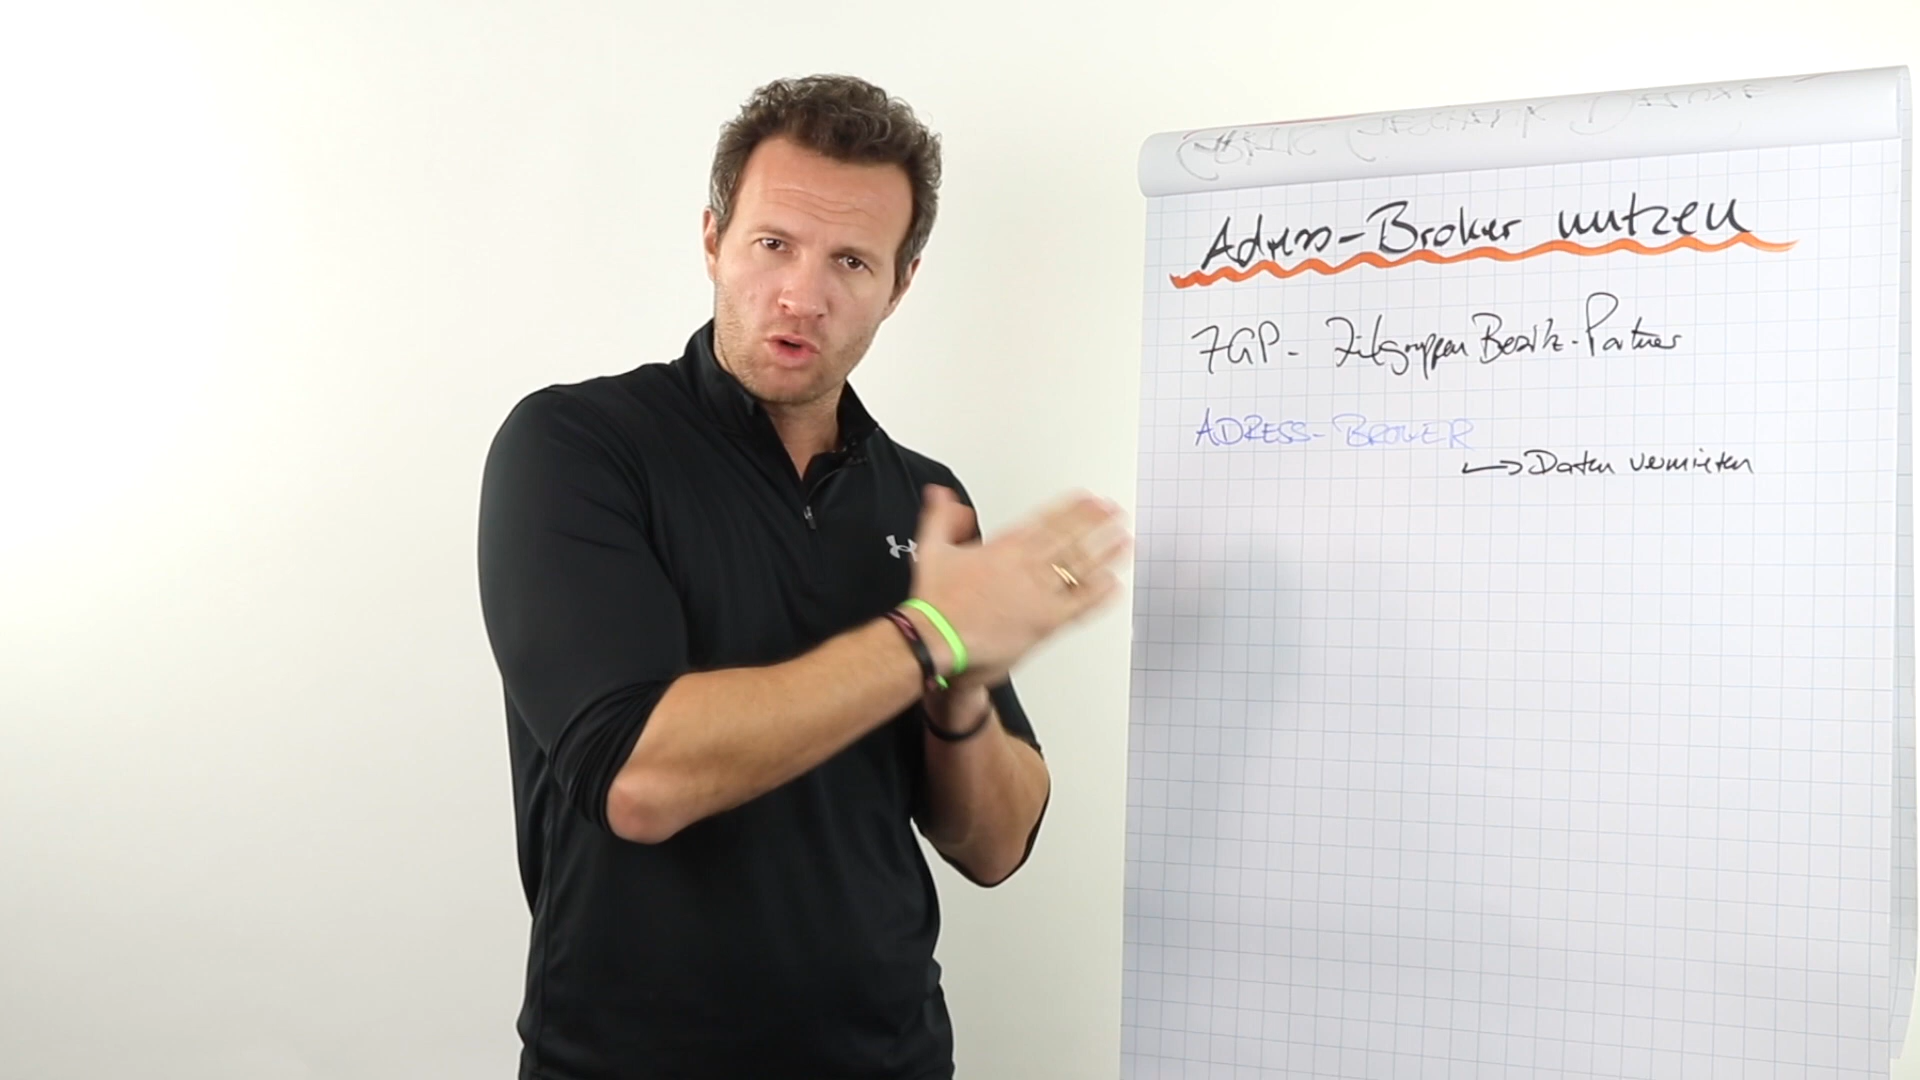 Adress-Broker nutzen
ZGP - Zielgruppen Besitz-Partner
ADRESS-BROKER
→ Daten vermieten